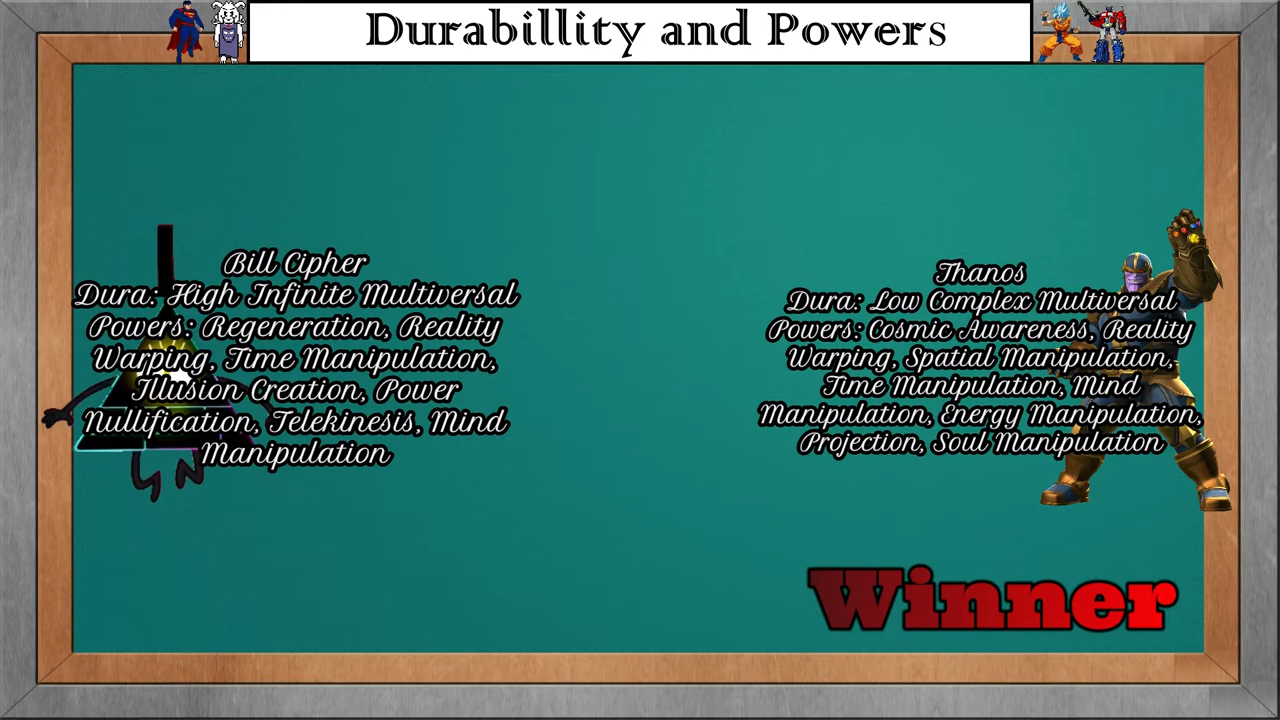 Durabillity and Powers
Bill Cipher
Dura: High Infinite Multiversal
Powers: Regeneration, Reality
Warping, Time Manipulation,
Illusion Creation, Power
Nullification, Telekinesis, Mind
Manipulation
Thanos
Dura: Low Complex Multiversal
Powers: Cosmic Awareness, Reality
Warping, Spatial Manipulation,
Time Manipulation, Mind
Manipulation, Energy Manipulation,
Projection, Soul Manipulation
Winner